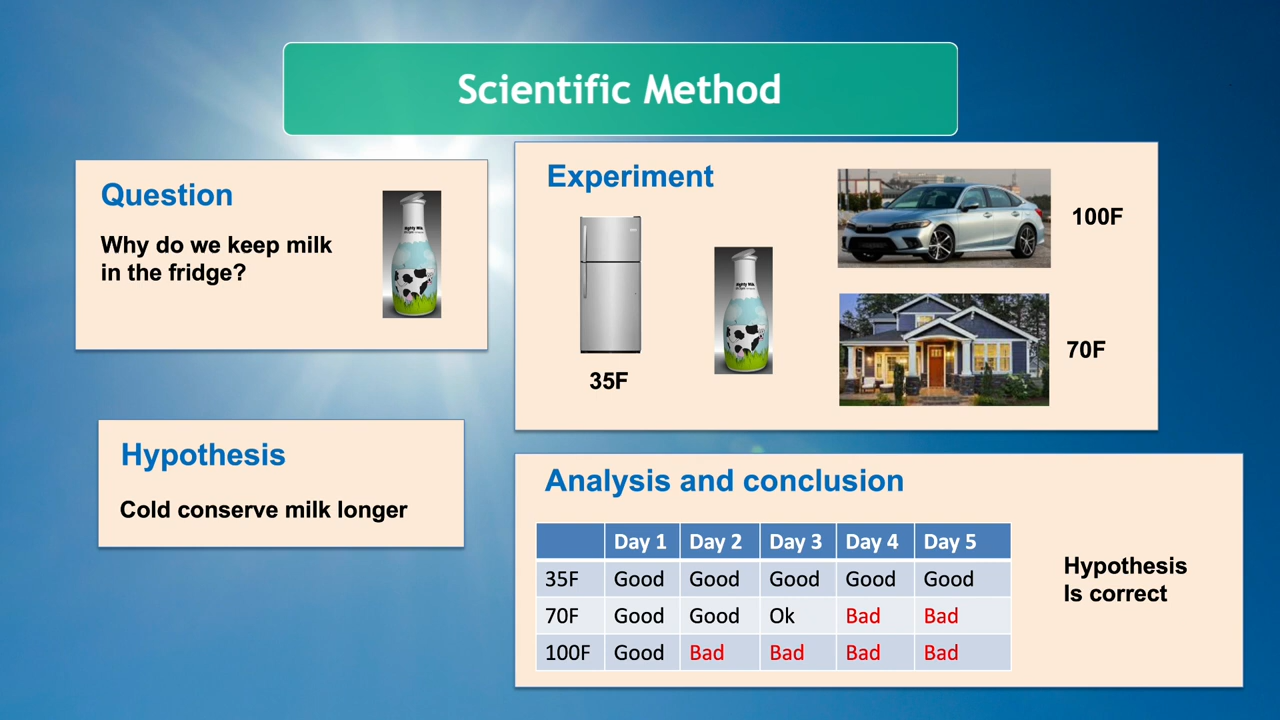 Scientific Method
Question
Why do we keep milk
in the fridge?
Hypothesis
Cold conserve milk longer
Experiment
35F
100F
70F
Analysis and conclusion
Day 1 Day 2 Day 3 Day 4 Day 5
35F Good Good Good Good Good
70F Good Good Ok Bad Bad
100F Good Bad Bad Bad Bad
Hypothesis
Is correct